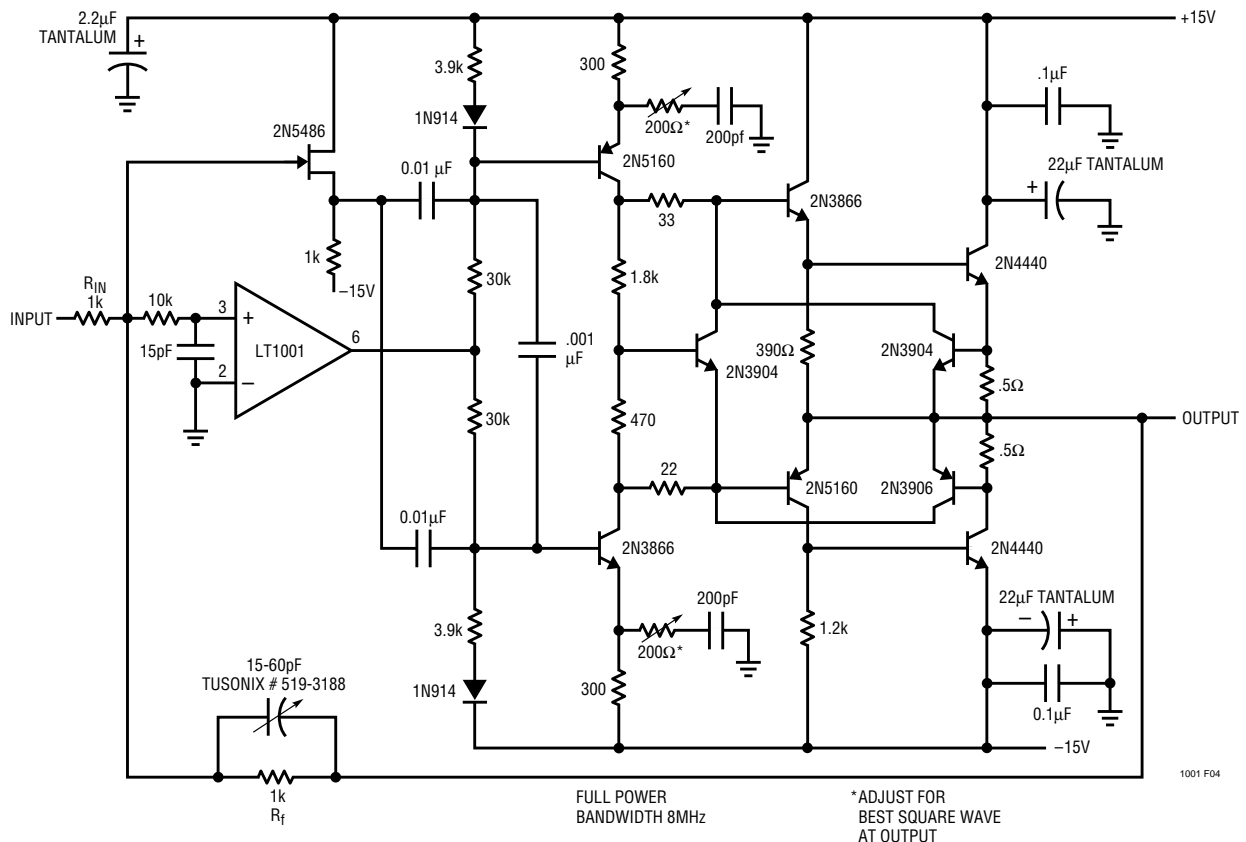 2.2µF
TANTALUM
+
+15V
3.9k
300
.1µF
1N914
200Ω*
200pf
2N5486
2N5160
22µF TANTALUM
+
0.01 µF
33
2N3866
1k
–15V
30k
1.8k
2N4440
RIN
1k
10k
INPUT
3
+
LT1001
6
.001
µF
390Ω
2N3904
2N3904
15pF
2
–
.5Ω
30k
470
OUTPUT
.5Ω
22
2N5160
2N3906
0.01µF
2N3866
2N4440
200pF
22µF TANTALUM
– +
3.9k
1.2k
200Ω*
15-60pF
TUSONIX # 519-3188
1N914
300
0.1µF
–15V
1k
Rf
FULL POWER
BANDWIDTH 8MHz
*ADJUST FOR
BEST SQUARE WAVE
AT OUTPUT
1001 F04